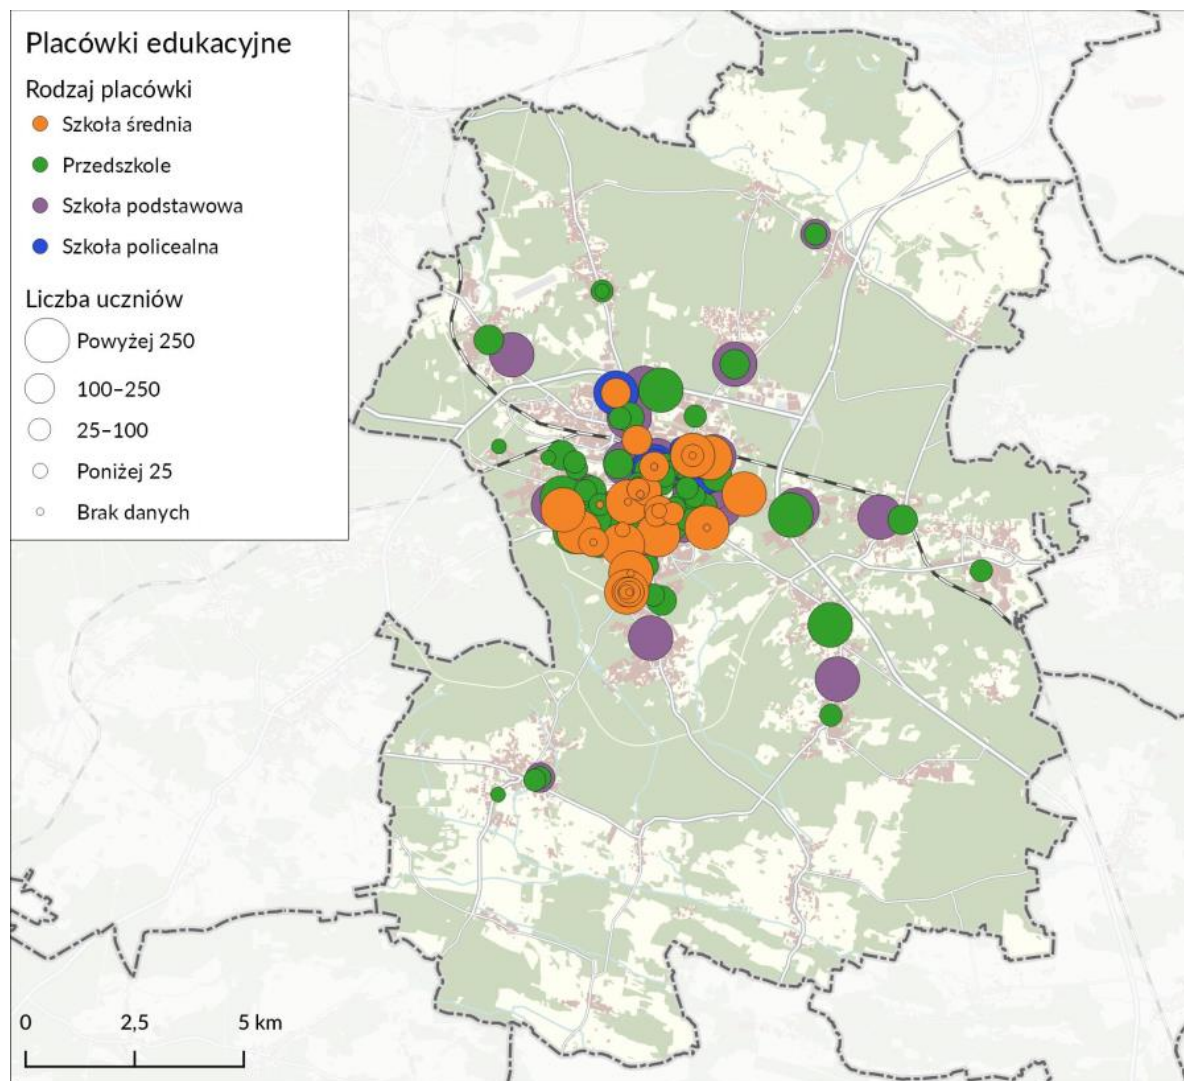 Placówki edukacyjne
Rodzaj placówki
Szkoła średnia
Przedszkole
Szkoła podstawowa
Szkoła policealna
Liczba uczniów
Powyżej 250
100–250
25–100
Poniżej 25
Brak danych
0 2,5 5 km